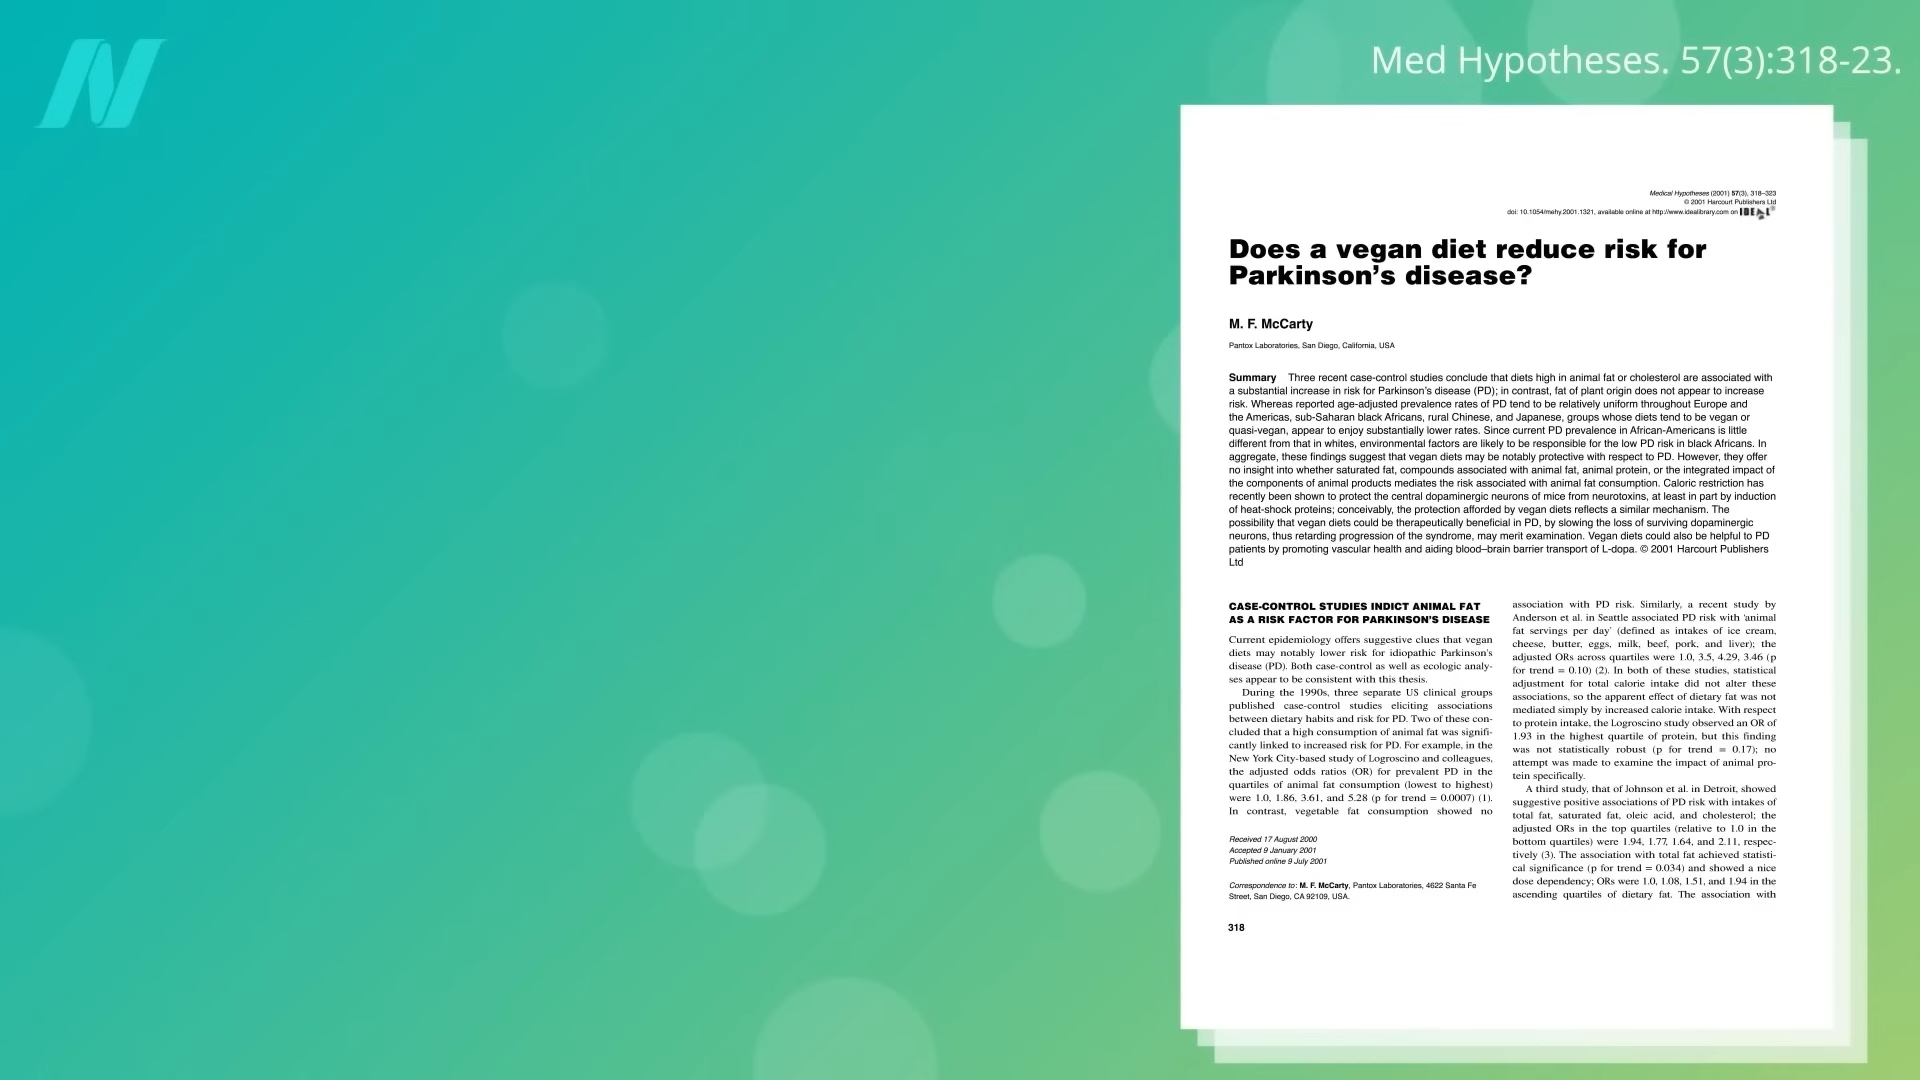 Med Hypotheses. 57(3):318-23.
Medical Hypotheses (2001) 57(3), 318–323
© 2001 Harcourt Publishers Ltd
doi: 10.1054/mehy.2001.1321, available online at http://www.idealibrary.com on IDEAL®
Does a vegan diet reduce risk for
Parkinson’s disease?
M. F. McCarty
Pantox Laboratories, San Diego, California, USA
Summary Three recent case-control studies conclude that diets high in animal fat or cholesterol are associated with
a substantial increase in risk for Parkinson’s disease (PD); in contrast, fat of plant origin does not appear to increase
risk. Whereas reported age-adjusted prevalence rates of PD tend to be relatively uniform throughout Europe and
the Americas, sub-Saharan black Africans, rural Chinese, and Japanese, groups whose diets tend to be vegan or
quasi-vegan, appear to enjoy substantially lower rates. Since current PD prevalence in African-Americans is little
different from that in whites, environmental factors are likely to be responsible for the low PD risk in black Africans. In
aggregate, these findings suggest that vegan diets may be notably protective with respect to PD. However, they offer
no insight into whether saturated fat, compounds associated with animal fat, animal protein, or the integrated impact of
the components of animal products mediates the risk associated with animal fat consumption. Caloric restriction has
recently been shown to protect the central dopaminergic neurons of mice from neurotoxins, at least in part by induction
of heat-shock proteins; conceivably, the protection afforded by vegan diets reflects a similar mechanism. The
possibility that vegan diets could be therapeutically beneficial in PD, by slowing the loss of surviving dopaminergic
neurons, thus retarding progression of the syndrome, may merit examination. Vegan diets could also be helpful to PD
patients by promoting vascular health and aiding blood–brain barrier transport of L-dopa. © 2001 Harcourt Publishers
Ltd
CASE-CONTROL STUDIES INDICT ANIMAL FAT
AS A RISK FACTOR FOR PARKINSON’S DISEASE
Current epidemiology offers suggestive clues that vegan
diets may notably lower risk for idiopathic Parkinson's
disease (PD). Both case-control as well as ecologic analy-
ses appear to be consistent with this thesis.
During the 1990s, three separate US clinical groups
published case-control studies eliciting associations
between dietary habits and risk for PD. Two of these con-
cluded that a high consumption of animal fat was signifi-
cantly linked to increased risk for PD. For example, in the
New York City-based study of Logroscino and colleagues,
the adjusted odds ratios (OR) for prevalent PD in the
quartiles of animal fat consumption (lowest to highest)
were 1.0, 1.86, 3.61, and 5.28 (p for trend = 0.0007) (1).
In contrast, vegetable fat consumption showed no
Received 17 August 2000
Accepted 9 January 2001
Published online 9 July 2001
Correspondence to: M. F. McCarty, Pantox Laboratories, 4622 Santa Fe
Street, San Diego, CA 92109, USA.
318
association with PD risk. Similarly, a recent study by
Anderson et al. in Seattle associated PD risk with ‘animal
fat servings per day’ (defined as intakes of ice cream,
cheese, butter, eggs, milk, beef, pork, and liver); the
adjusted ORs across quartiles were 1.0, 3.5, 4.29, 3.46 (p
for trend = 0.10) (2). In both of these studies, statistical
adjustment for total calorie intake did not alter these
associations, so the apparent effect of dietary fat was not
mediated simply by increased calorie intake. With respect
to protein intake, the Logroscino study observed an OR of
1.93 in the highest quartile of protein, but this finding
was not statistically robust (p for trend = 0.17); no
attempt was made to examine the impact of animal pro-
tein specifically.
A third study, that of Johnson et al. in Detroit, showed
suggestive positive associations of PD risk with intakes of
total fat, saturated fat, oleic acid, and cholesterol; the
adjusted ORs in the top quartiles (relative to 1.0 in the
bottom quartiles) were 1.94, 1.77, 1.64, and 2.11, respec-
tively (3). The association with total fat achieved statisti-
cal significance (p for trend = 0.034) and showed a nice
dose dependency; ORs were 1.0, 1.08, 1.51, and 1.94 in the
ascending quartiles of dietary fat. The association with